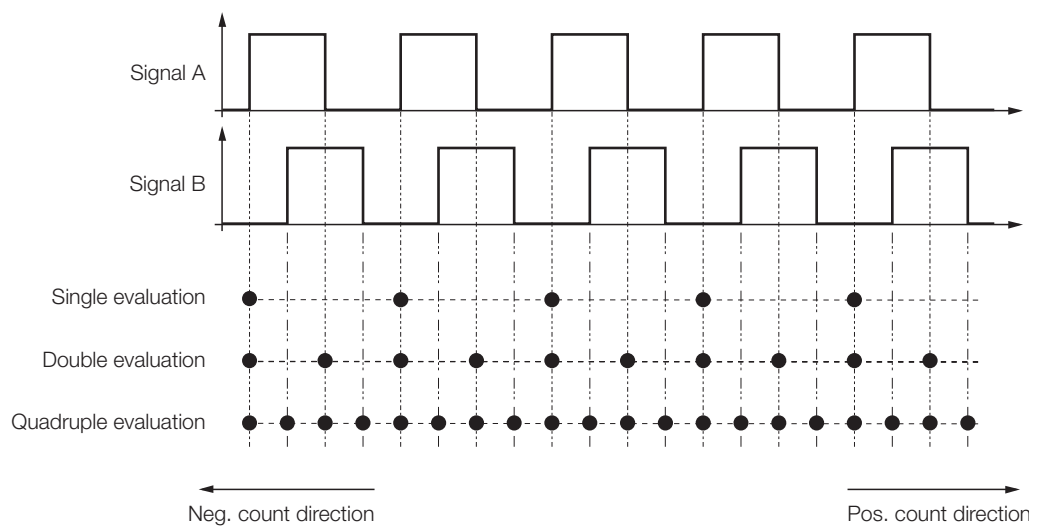 Signal A
Signal B
Single evaluation
Double evaluation
Quadruple evaluation
Neg. count direction
Pos. count direction